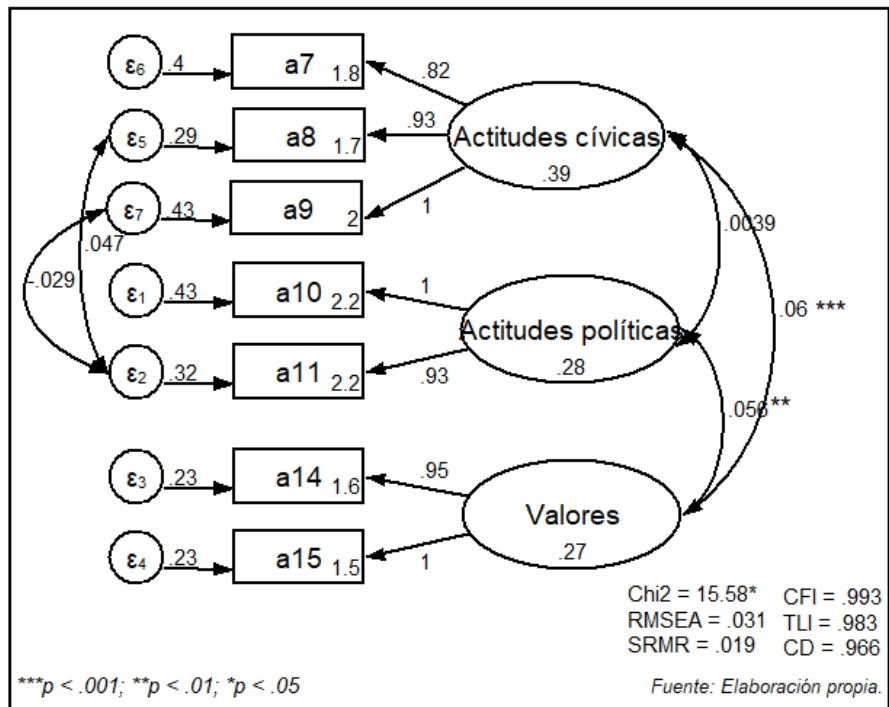 ε6 .4 a7 1.8 .82
ε5 .29 a8 1.7 .93 Actitudes cívicas .39
ε7 .43 a9 2 1 .0039
-.029 .047
ε1 .43 a10 2.2 1 .06 ***
Actitudes políticas .28
ε2 .32 a11 2.2 .93 .056**
ε3 .23 a14 1.6 .95
Valores .27
ε4 .23 a15 1.5 1
Chi2 = 15.58* CFI = .993
RMSEA = .031 TLI = .983
SRMR = .019 CD = .966
***p < .001; **p < .01; *p < .05 Fuente: Elaboración propia.